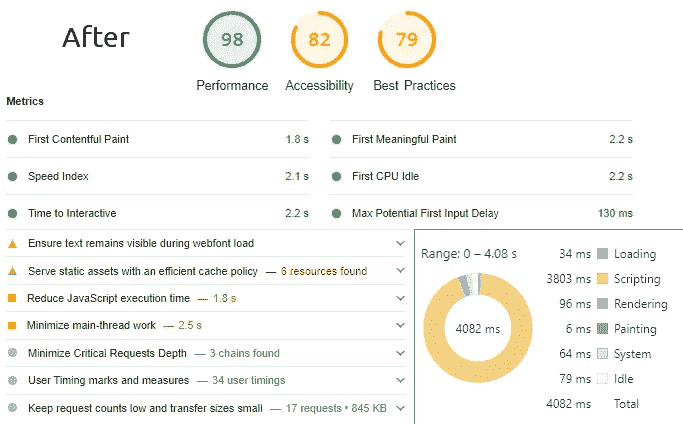 After
98 82 79
Performance Accessibility Best Practices
Metrics
First Contentful Paint 1.8 s First Meaningful Paint 2.2 s
Speed Index 2.1 s First CPU Idle 2.2 s
Time to Interactive 2.2 s Max Potential First Input Delay 130 ms
Ensure text remains visible during webfont load
Serve static assets with an efficient cache policy — 6 resources found
Reduce JavaScript execution time — 1.8 s
Minimize main-thread work — 2.5 s
Minimize Critical Requests Depth — 3 chains found
User Timing marks and measures — 34 user timings
Keep request counts low and transfer sizes small — 17 requests • 845 KB
Range: 0 – 4.08 s
4082 ms
34 ms Loading
3803 ms Scripting
96 ms Rendering
6 ms Painting
64 ms System
79 ms Idle
4082 ms Total